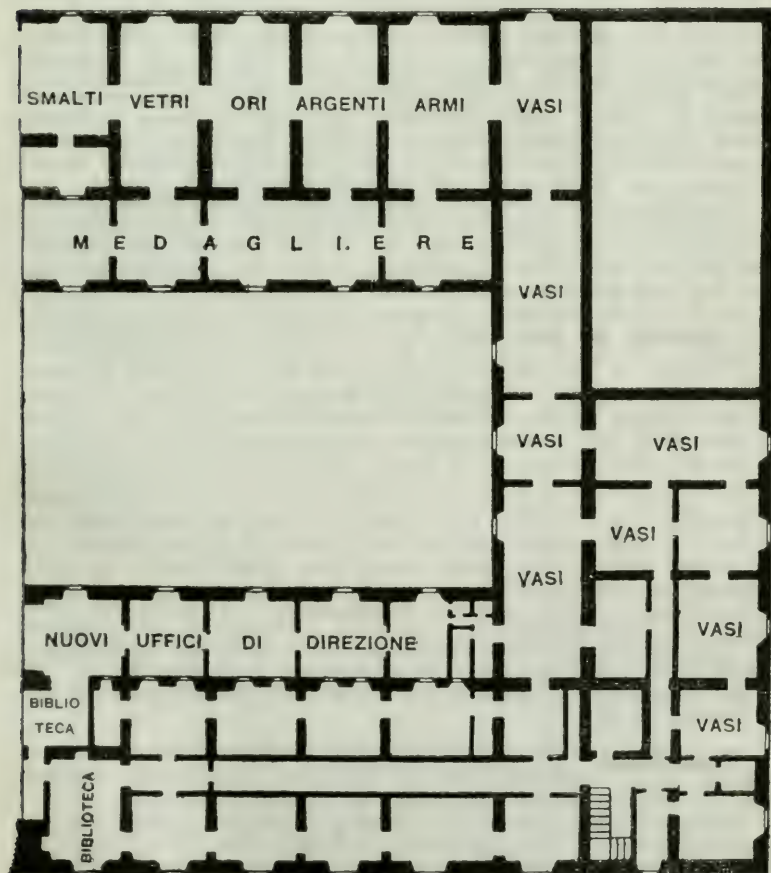 SMALTI VETRI ORI ARGENTI ARMI VASI
M E D A G L I. E R E
VASI
VASI
VASI
VASI
VASI
NUOVI UFFICI DI DIREZIONE
VASI
BIBLIO
TECA
VASI
BIBLIOTECA